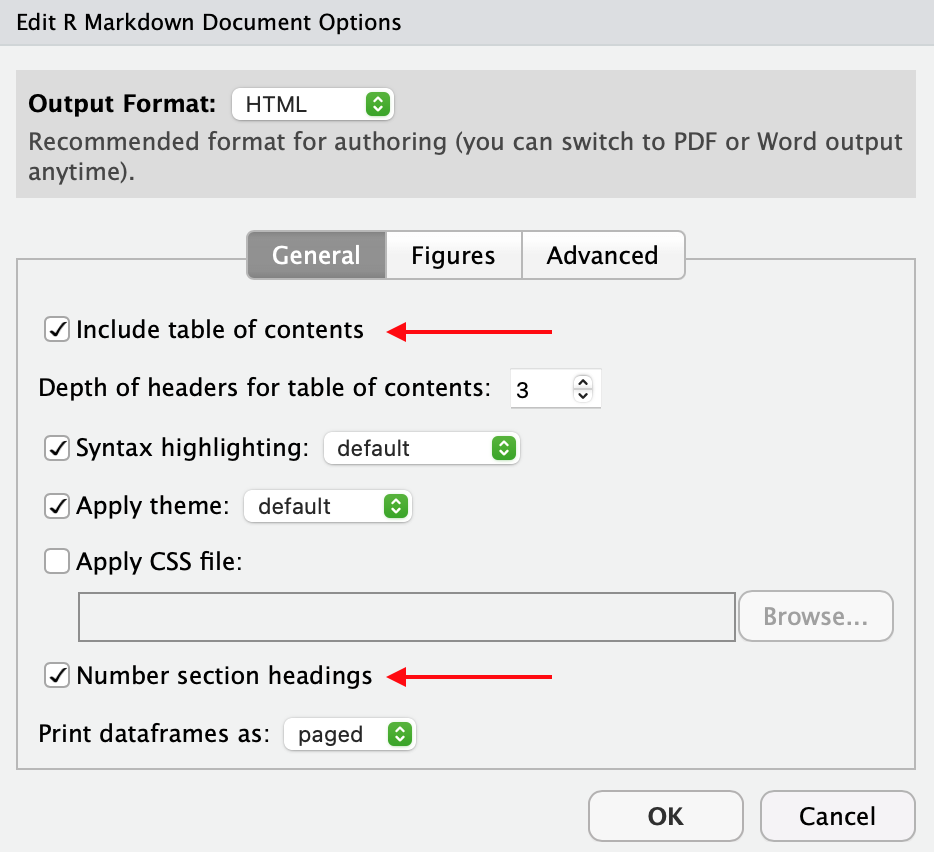 Edit R Markdown Document Options
Output Format: HTML
Recommended format for authoring (you can switch to PDF or Word output
anytime).
General Figures Advanced
Include table of contents
Depth of headers for table of contents: 3
Syntax highlighting: default
Apply theme: default
Apply CSS file:
Browse...
Number section headings
Print dataframes as: paged
OK Cancel